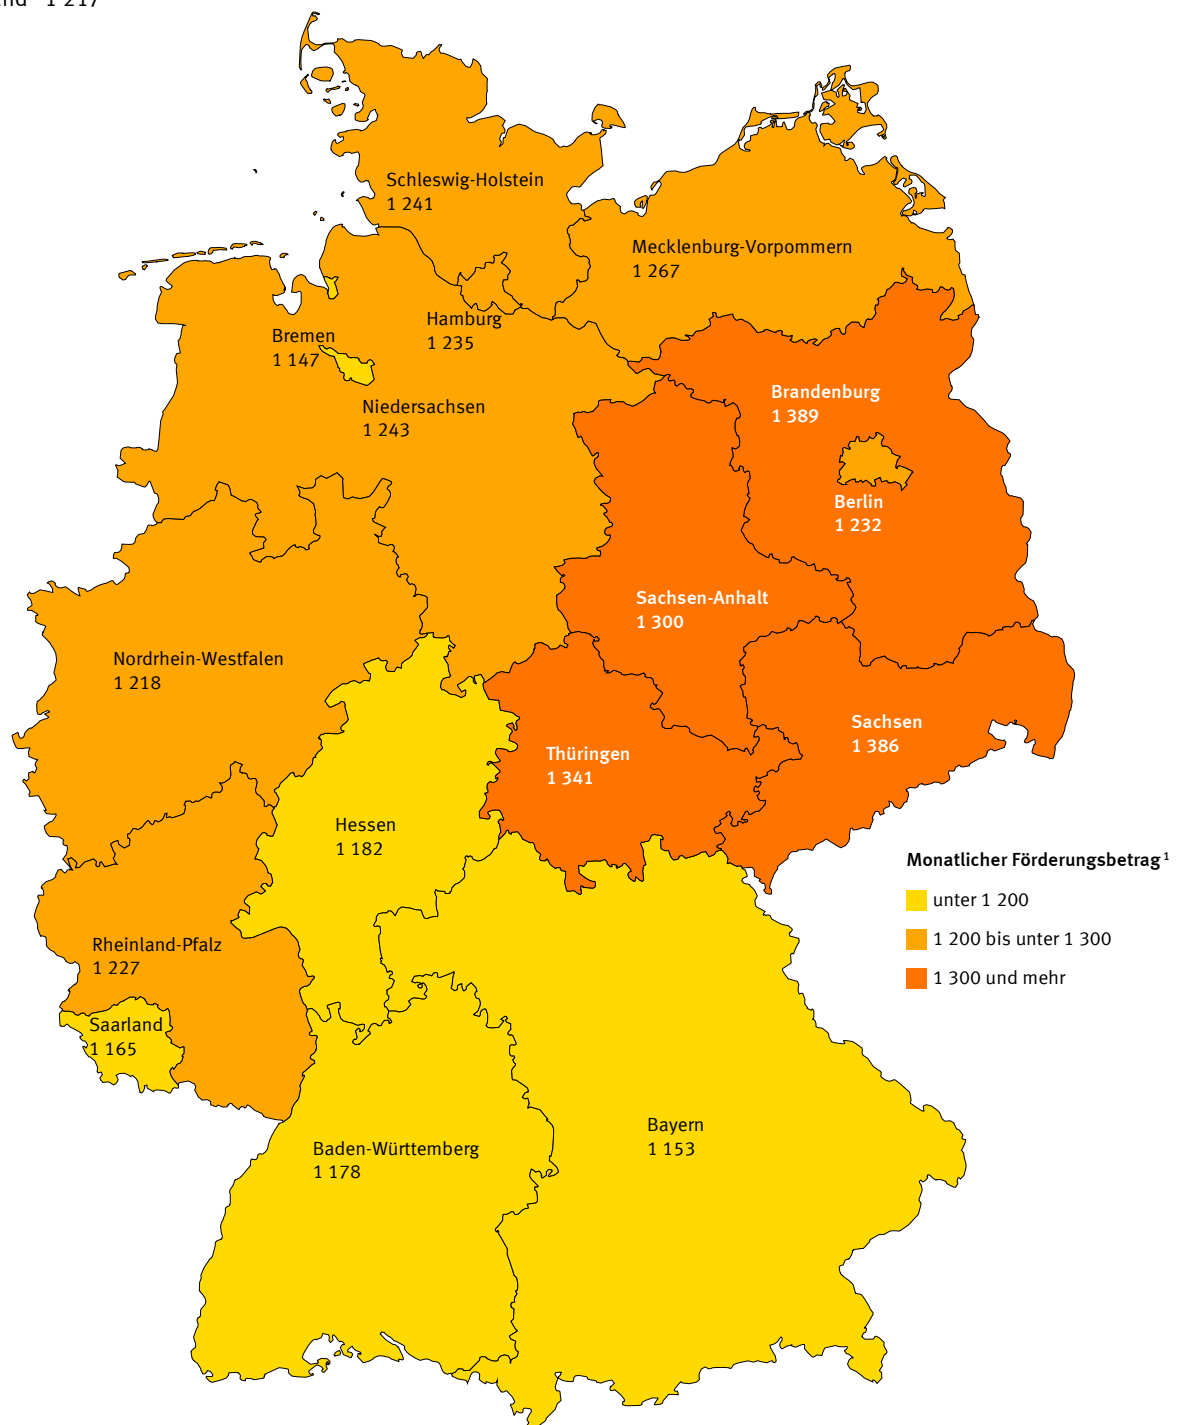 1 217
Schleswig-Holstein
1 241
Mecklenburg-Vorpommern
1 267
Hamburg
1 235
Bremen
1 147
Niedersachsen
1 243
Brandenburg
1 389
Berlin
1 232
Sachsen-Anhalt
1 300
Nordrhein-Westfalen
1 218
Sachsen
1 386
Thüringen
1 341
Hessen
1 182
Monatlicher Förderungsbetrag¹
unter 1 200
1 200 bis unter 1 300
1 300 und mehr
Rheinland-Pfalz
1 227
Saarland
1 165
Bayern
1 153
Baden-Württemberg
1 178